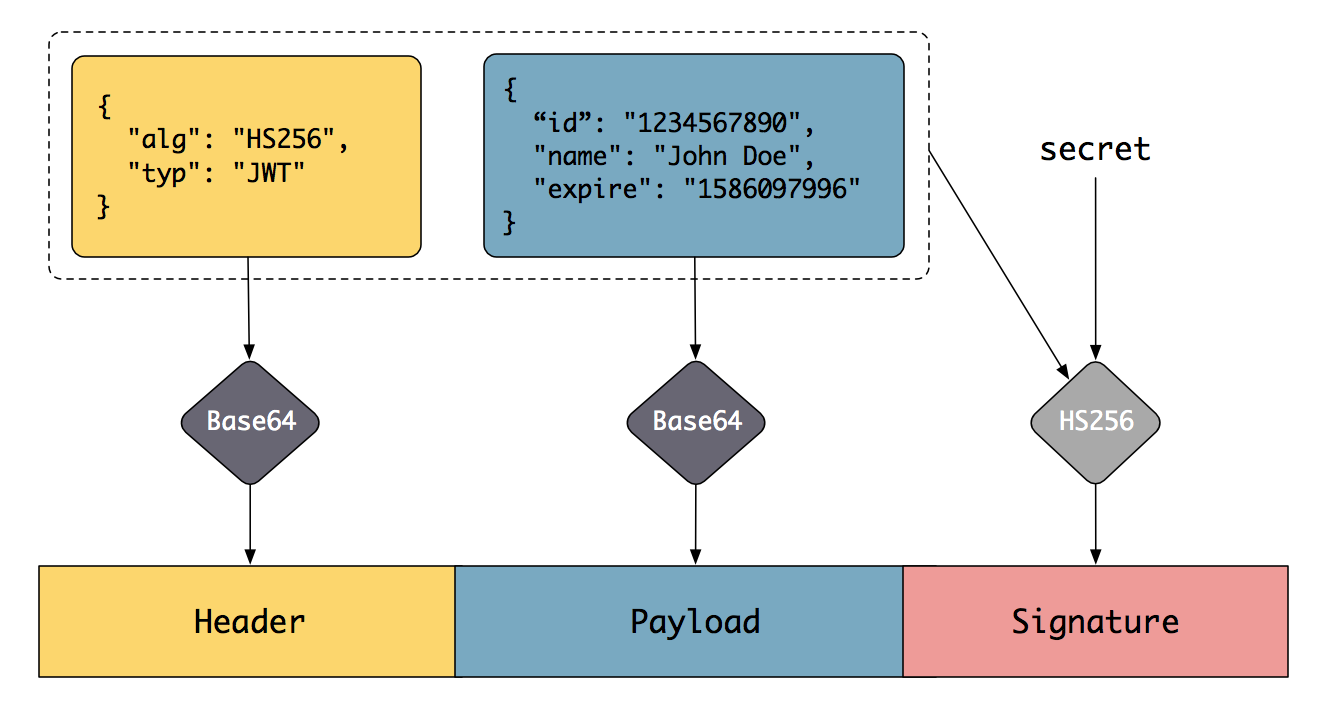 {
"alg": "HS256",
"typ": "JWT"
}
{
“id”: "1234567890",
"name": "John Doe",
"expire": "1586097996"
}
secret
Base64
Base64
HS256
Header
Payload
Signature